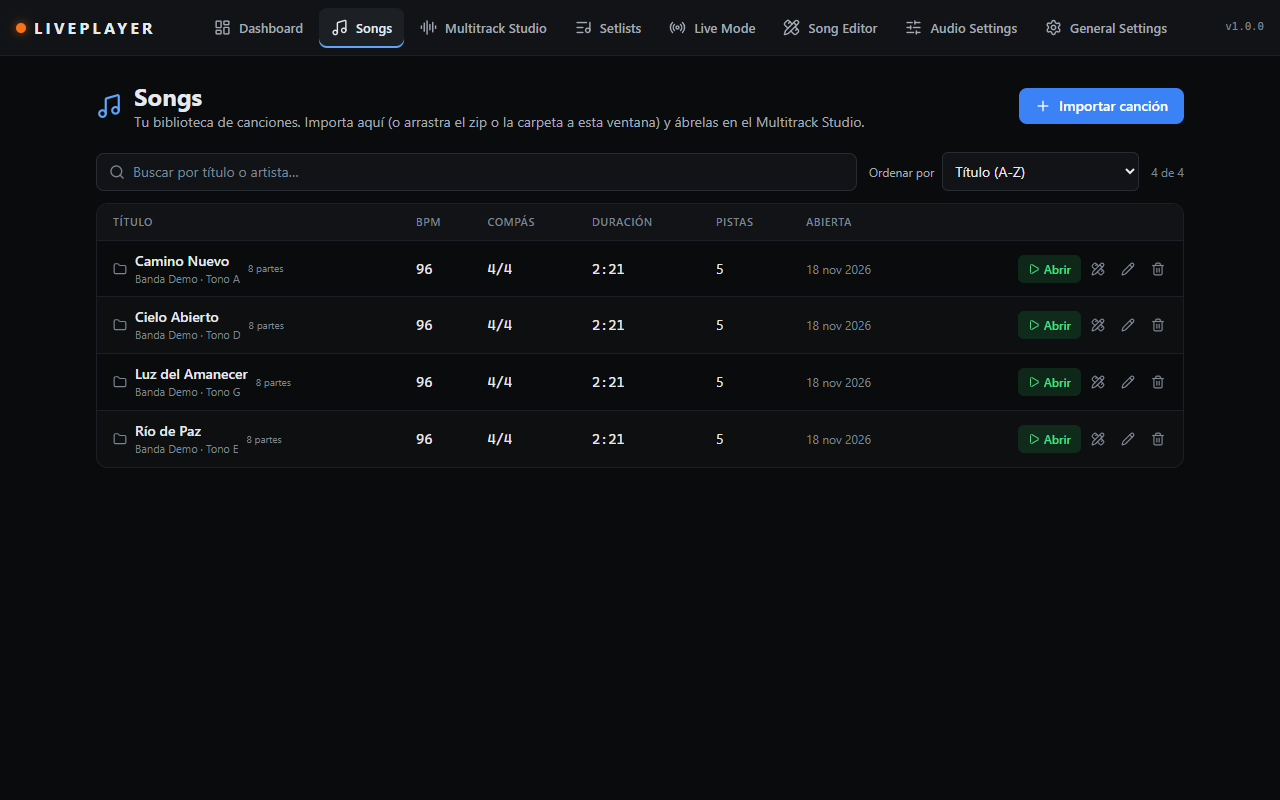 LIVEPLAYER Dashboard Songs Multitrack Studio Setlists Live Mode Song Editor Audio Settings General Settings v1.0.0
Songs
Tu biblioteca de canciones. Importa aquí (o arrastra el zip o la carpeta a esta ventana) y ábrelas en el Multitrack Studio.
Importar canción
Buscar por título o artista... Ordenar por Título (A-Z) 4 de 4
TÍTULO BPM COMPÁS DURACIÓN PISTAS ABIERTA
Camino Nuevo 8 partes 96 4/4 2:21 5 18 nov 2026 Abrir
Banda Demo · Tono A
Cielo Abierto 8 partes 96 4/4 2:21 5 18 nov 2026 Abrir
Banda Demo · Tono D
Luz del Amanecer 8 partes 96 4/4 2:21 5 18 nov 2026 Abrir
Banda Demo · Tono G
Río de Paz 8 partes 96 4/4 2:21 5 18 nov 2026 Abrir
Banda Demo · Tono E